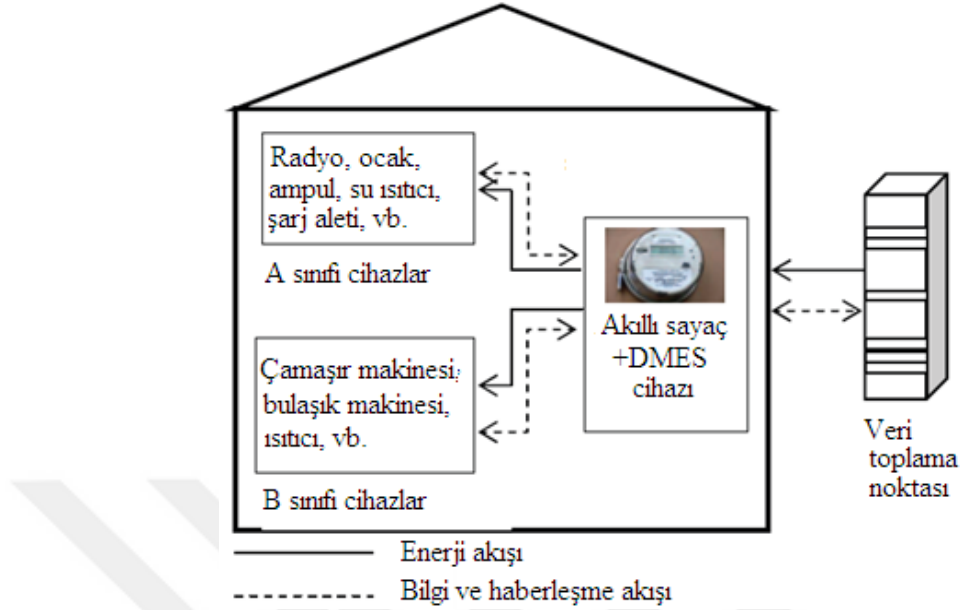 Radyo, ocak,
ampul, su ısıtıcı,
şarj aleti, vb.
A sınıfı cihazlar
Çamaşır makinesi,
bulaşık makinesi,
ısıtıcı, vb.
B sınıfı cihazlar
Akıllı sayaç
+DMES
cihazı
Veri
toplama
noktası
Enerji akışı
Bilgi ve haberleşme akışı